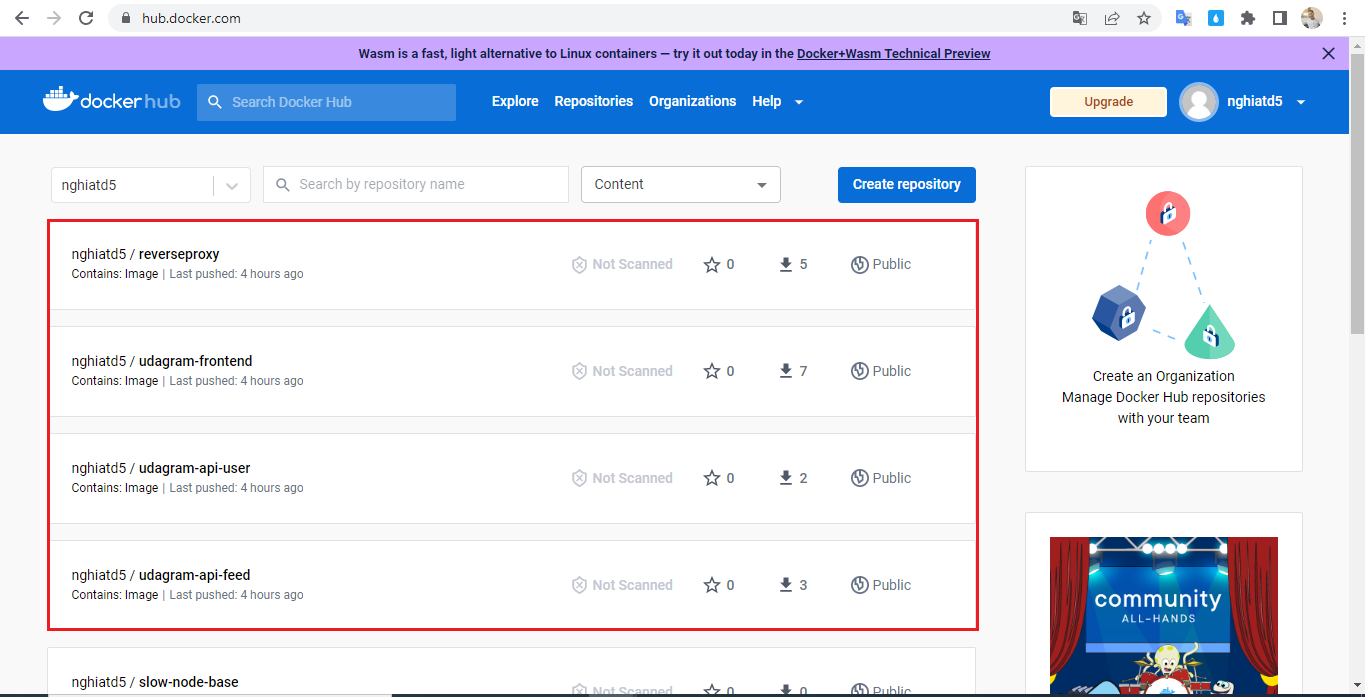 hub.docker.com
Wasm is a fast, light alternative to Linux containers — try it out today in the Docker+Wasm Technical Preview
docker hub
Search Docker Hub
Explore Repositories Organizations Help
Upgrade
nghiatd5
nghiatd5
Search by repository name
Content
Create repository
nghiatd5 / reverseproxy
Contains: Image | Last pushed: 4 hours ago
Not Scanned
0
5
Public
nghiatd5 / udagram-frontend
Contains: Image | Last pushed: 4 hours ago
Not Scanned
0
7
Public
nghiatd5 / udagram-api-user
Contains: Image | Last pushed: 4 hours ago
Not Scanned
0
2
Public
nghiatd5 / udagram-api-feed
Contains: Image | Last pushed: 4 hours ago
Not Scanned
0
3
Public
nghiatd5 / slow-node-base
Not Scanned
0
0
Public
Create an Organization
Manage Docker Hub repositories
with your team
community
ALL-HANDS